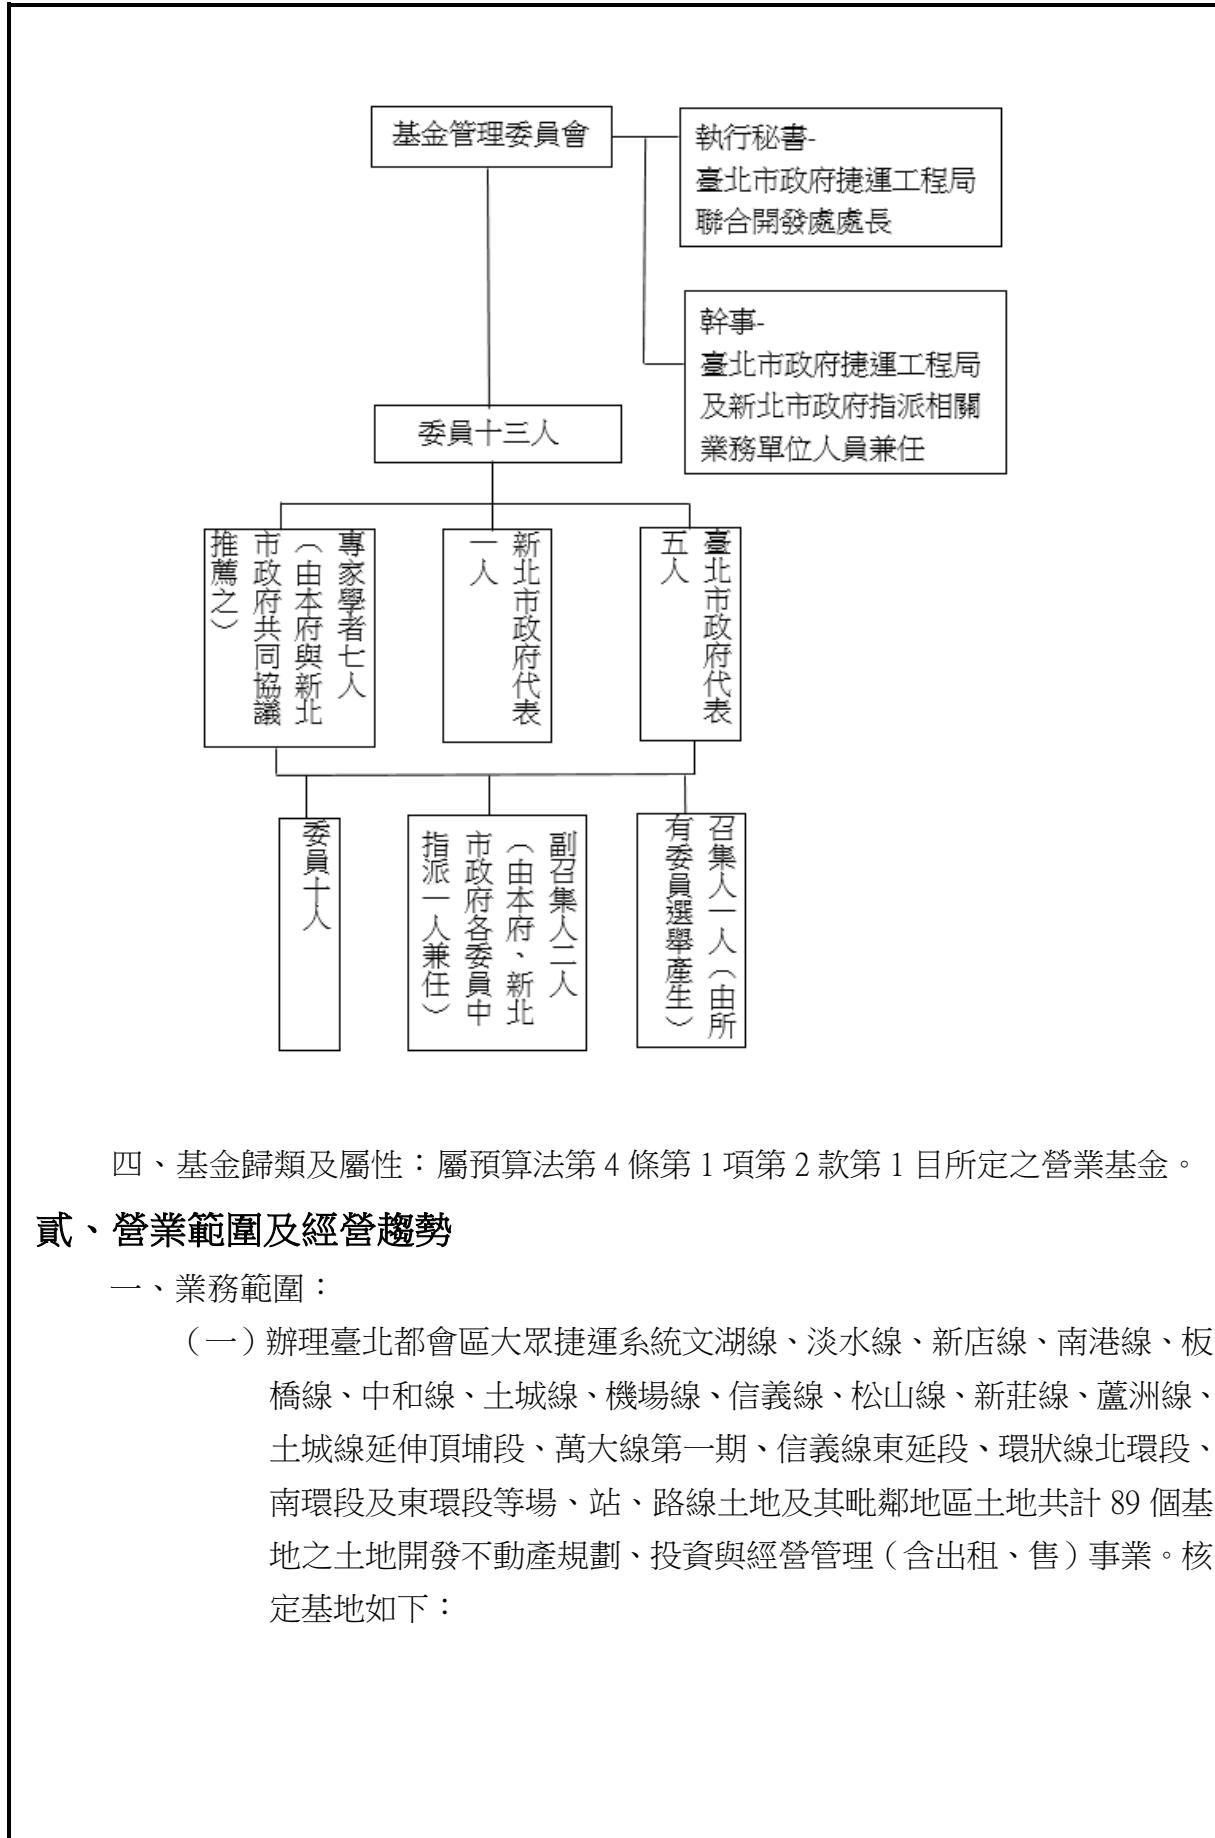 基金管理委員會
執行秘書-
臺北市政府捷運工程局
聯合開發處處長
幹事-
臺北市政府捷運工程局
及新北市政府指派相關
業務單位人員兼任
委員十三人
專家學者七人
（由本府與新北
市政府共同協議
推薦之）
新北市政府代表
一人
臺北市政府代表
五人
委員十人
副召集人二人
（由本府、新北
市政府各委員中
指派一人兼任）
召集人一人（由所
有委員選舉產生）
四、基金歸類及屬性：屬預算法第 4 條第 1 項第 2 款第 1 目所定之營業基金。
貳、營業範圍及經營趨勢
一、業務範圍：
（一）辦理臺北都會區大眾捷運系統文湖線、淡水線、新店線、南港線、板
橋線、中和線、土城線、機場線、信義線、松山線、新莊線、蘆洲線、
土城線延伸頂埔段、萬大線第一期、信義線東延段、環狀線北環段、
南環段及東環段等場、站、路線土地及其毗鄰地區土地共計 89 個基
地之土地開發不動產規劃、投資與經營管理（含出租、售）事業。核
定基地如下：